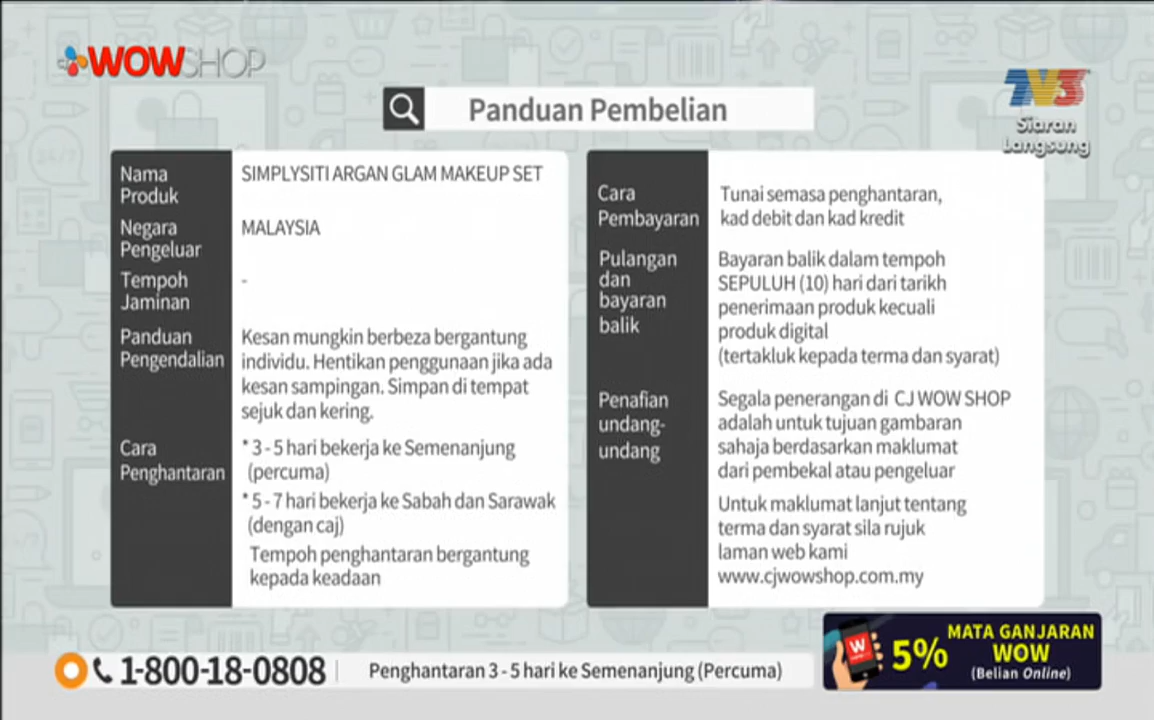 WOWSHOP
TV3
Siaran
Langsung
Panduan Pembelian
Nama
Produk
SIMPLYSITI ARGAN GLAM MAKEUP SET
Negara
Pengeluar
MALAYSIA
Tempoh
Jaminan
-
Panduan
Pengendalian
Kesan mungkin berbeza bergantung
individu. Hentikan penggunaan jika ada
kesan sampingan. Simpan di tempat
sejuk dan kering.
Cara
Penghantaran
* 3 - 5 hari bekerja ke Semenanjung
(percuma)
* 5 - 7 hari bekerja ke Sabah dan Sarawak
(dengan caj)
Tempoh penghantaran bergantung
kepada keadaan
Cara
Pembayaran
Tunai semasa penghantaran,
kad debit dan kad kredit
Pulangan
dan
bayaran
balik
Bayaran balik dalam tempoh
SEPULUH (10) hari dari tarikh
penerimaan produk kecuali
produk digital
(tertakluk kepada terma dan syarat)
Penafian
undang-
undang
Segala penerangan di CJ WOW SHOP
adalah untuk tujuan gambaran
sahaja berdasarkan maklumat
dari pembekal atau pengeluar
Untuk maklumat lanjut tentang
terma dan syarat sila rujuk
laman web kami
www.cjwowshop.com.my
1-800-18-0808
Penghantaran 3 - 5 hari ke Semenanjung (Percuma)
W
5%
MATA GANJARAN
WOW
(Belian Online)